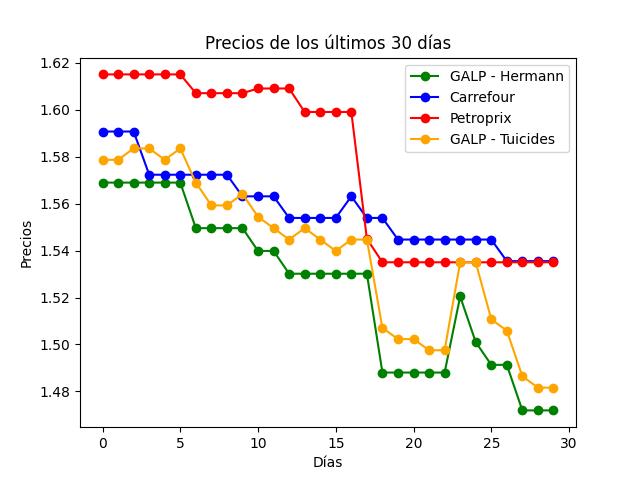 Precios de los últimos 30 días
1.62
1.60
1.58
1.56
1.54
1.52
1.50
1.48
Precios
GALP - Hermann
Carrefour
Petroprix
GALP - Tuicides
0 5 10 15 20 25 30
Días